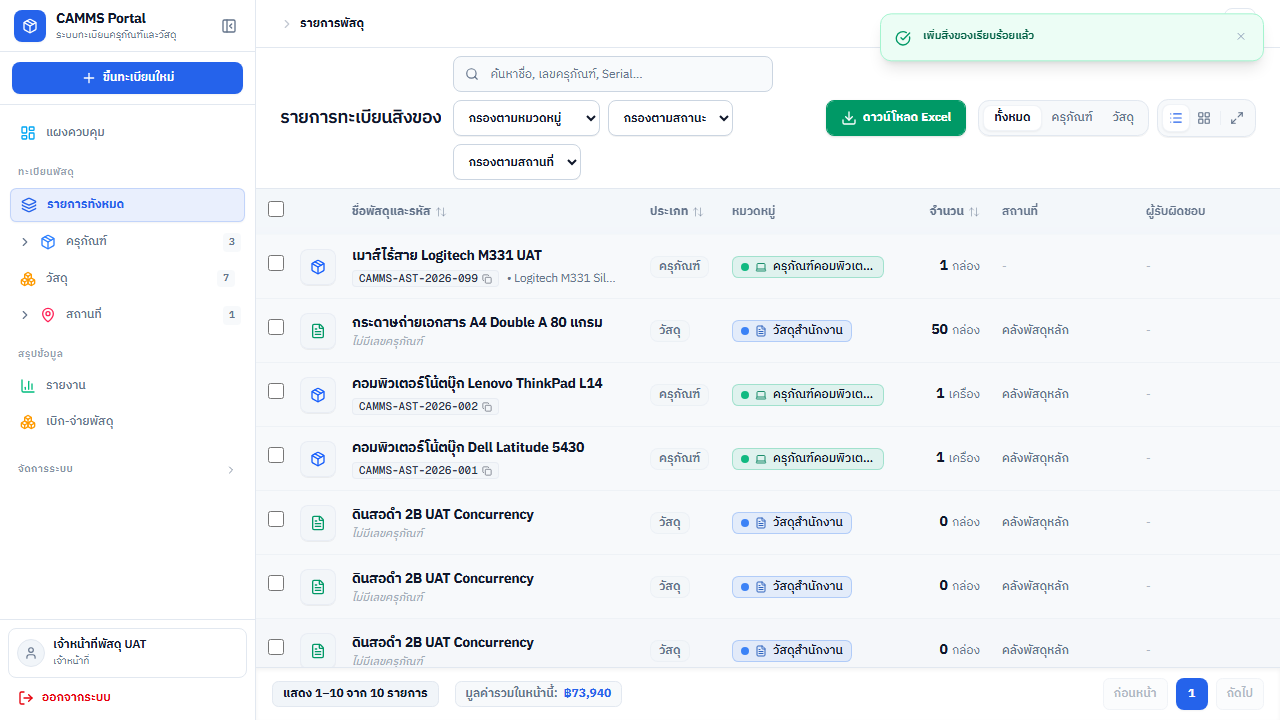 CAMMS Portal
ระบบทะเบียนครุภัณฑ์และวัสดุ
ขึ้นทะเบียนใหม่
แผงควบคุม
ทะเบียนพัสดุ
รายการทั้งหมด
ครุภัณฑ์ 3
วัสดุ 7
สถานที่ 1
สรุปข้อมูล
รายงาน
เบิก-จ่ายพัสดุ
จัดการระบบ
เจ้าหน้าที่พัสดุ UAT
เจ้าหน้าที่
ออกจากระบบ
รายการพัสดุ
เพิ่มสิ่งของเรียบร้อยแล้ว
ค้นหาชื่อ, เลขครุภัณฑ์, Serial...
รายการทะเบียนสิ่งของ
กรองตามหมวดหมู่
กรองตามสถานะ
กรองตามสถานที่
ดาวน์โหลด Excel
ทั้งหมด ครุภัณฑ์ วัสดุ
ชื่อพัสดุและรหัส ประเภท หมวดหมู่ จำนวน สถานที่ ผู้รับผิดชอบ
เมาส์ไร้สาย Logitech M331 UAT
CAMMS-AST-2026-099 • Logitech M331 Sil...
ครุภัณฑ์ ครุภัณฑ์คอมพิวเต... 1 กล่อง - -
กระดาษถ่ายเอกสาร A4 Double A 80 แกรม
ไม่มีเลขครุภัณฑ์
วัสดุ วัสดุสำนักงาน 50 กล่อง คลังพัสดุหลัก -
คอมพิวเตอร์โน้ตบุ๊ก Lenovo ThinkPad L14
CAMMS-AST-2026-002
ครุภัณฑ์ ครุภัณฑ์คอมพิวเต... 1 เครื่อง คลังพัสดุหลัก -
คอมพิวเตอร์โน้ตบุ๊ก Dell Latitude 5430
CAMMS-AST-2026-001
ครุภัณฑ์ ครุภัณฑ์คอมพิวเต... 1 เครื่อง คลังพัสดุหลัก -
ดินสอดำ 2B UAT Concurrency
ไม่มีเลขครุภัณฑ์
วัสดุ วัสดุสำนักงาน 0 กล่อง คลังพัสดุหลัก -
ดินสอดำ 2B UAT Concurrency
ไม่มีเลขครุภัณฑ์
วัสดุ วัสดุสำนักงาน 0 กล่อง คลังพัสดุหลัก -
ดินสอดำ 2B UAT Concurrency
ไม่มีเลขครุภัณฑ์
วัสดุ วัสดุสำนักงาน 0 กล่อง คลังพัสดุหลัก -
แสดง 1–10 จาก 10 รายการ
มูลค่ารวมในหน้านี้: ฿73,940
ก่อนหน้า 1 ถัดไป